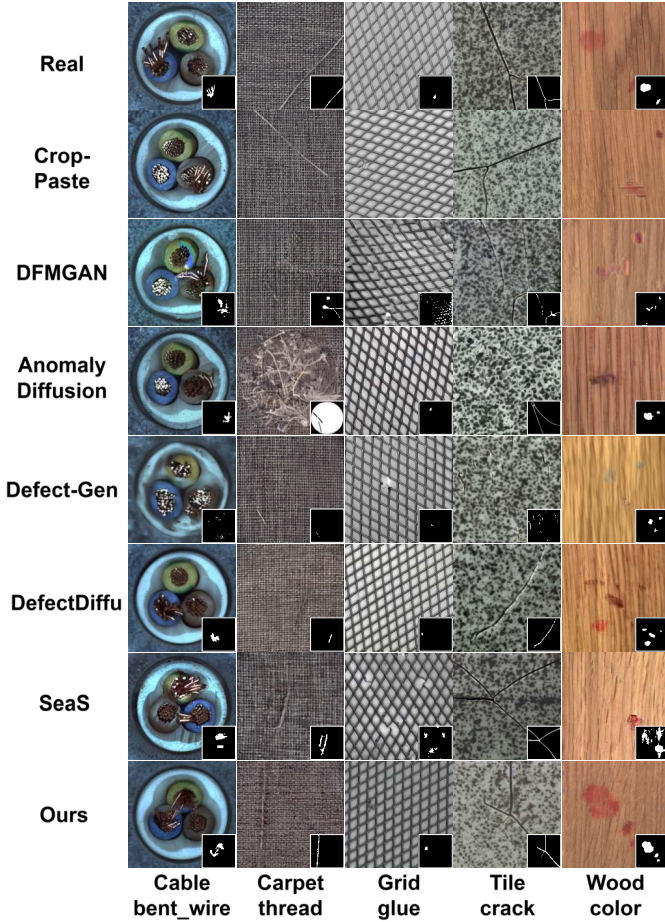 Real
Crop-
Paste
DFMGAN
Anomaly
Diffusion
Defect-Gen
DefectDiffu
SeaS
Ours
Cable Carpet Grid Tile Wood
bent_wire thread glue crack color